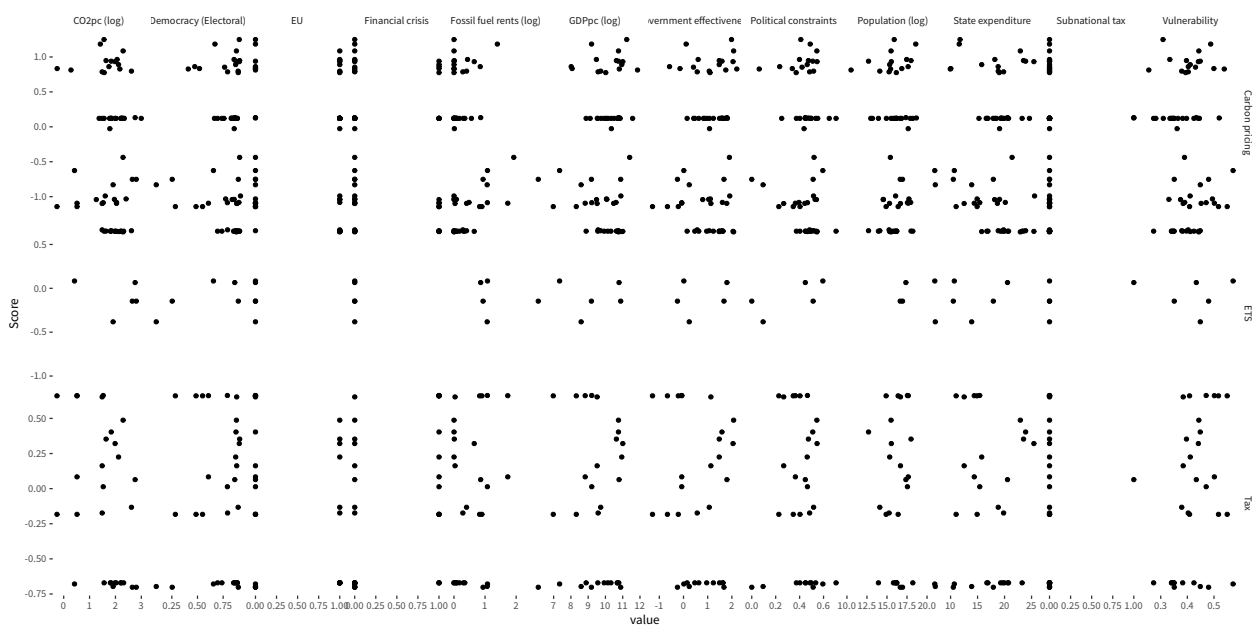 CO2pc (log) Democracy (Electoral) EU Financial crisis Fossil fuel rents (log) GDPpc (log) vernment effectivene Political constraints Population (log) State expenditure Subnational tax Vulnerability
1.0
0.5
0.0
-0.5
-1.0
Carbon pricing
0.5
0.0
-0.5
-1.0
ETS
0.50
0.25
0.00
-0.25
-0.50
-0.75
Tax
Score
0 1 2 3 0.25 0.50 0.75 0.00 0.25 0.50 0.75 1.00 0.00 0.25 0.50 0.75 1.00 0 1 2 7 8 9 10 11 12 -1 0 1 2 0.0 0.2 0.4 0.6 0.8 10.0 12.5 15.0 17.5 20.0 10 15 20 25 0.00 0.25 0.50 0.75 1.00 0.3 0.4 0.5
value